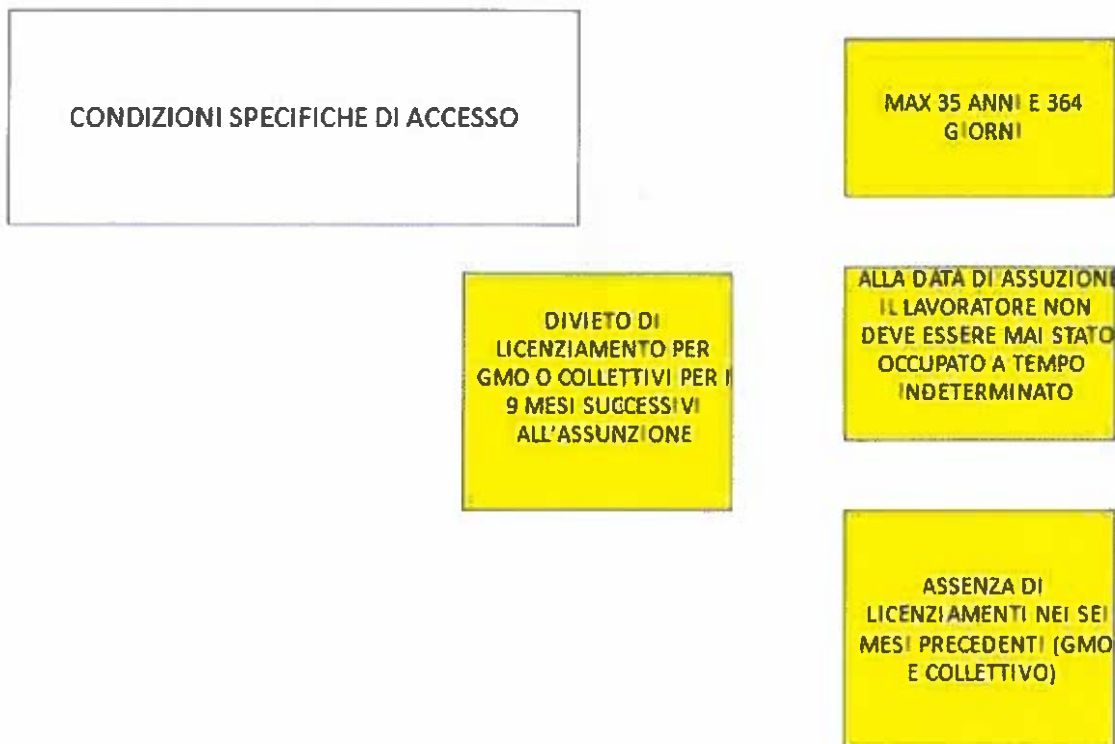 CONDIZIONI SPECIFICHE DI ACCESSO
MAX 35 ANNI E 364
GIORNI
DIVIETO DI
LICENZIAMENTO PER
GMO O COLLETTIVI PER I
9 MESI SUCCESSIVI
ALL'ASSUNZIONE
ALLA DATA DI ASSUZIONE
IL LAVORATORE NON
DEVE ESSERE MAI STATO
OCCUPATO A TEMPO
INDETERMINATO
ASSENZA DI
LICENZIAMENTI NEI SEI
MESI PRECEDENTI (GMO
E COLLETTIVO)